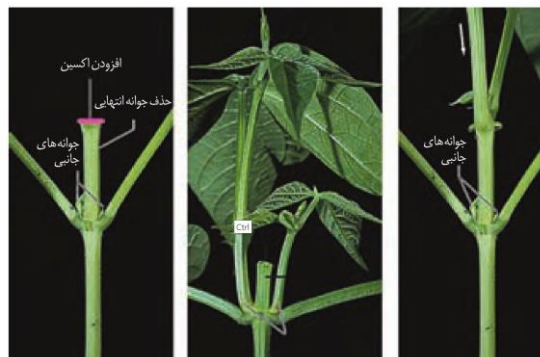 افزودن اکسین
حذف جوانه انتهایی
جوانه‌های
جانبی
Ctrl
جوانه‌های
جانبی